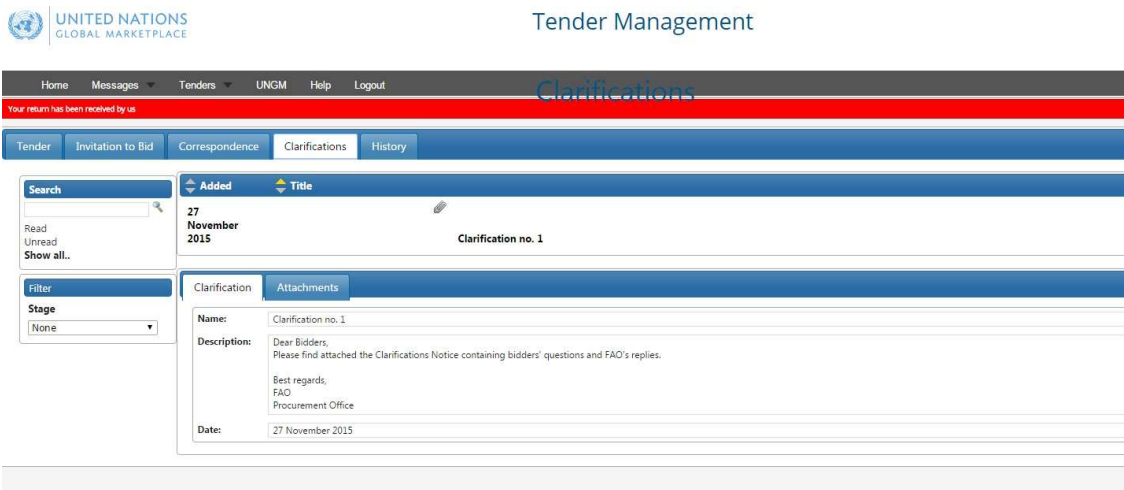 UNITED NATIONS
GLOBAL MARKETPLACE
Tender Management
Home Messages Tenders UNGM Help Logout
Clarifications
Your return has been received by us
Tender Invitation to Bid Correspondence Clarifications History
Search
Read
Unread
Show all..
Filter
Stage
None
Added Title
27
November
2015
Clarification no. 1
Clarification Attachments
Name: Clarification no. 1
Description: Dear Bidders,
Please find attached the Clarifications Notice containing bidders' questions and FAO's replies.
Best regards,
FAO
Procurement Office
Date: 27 November 2015